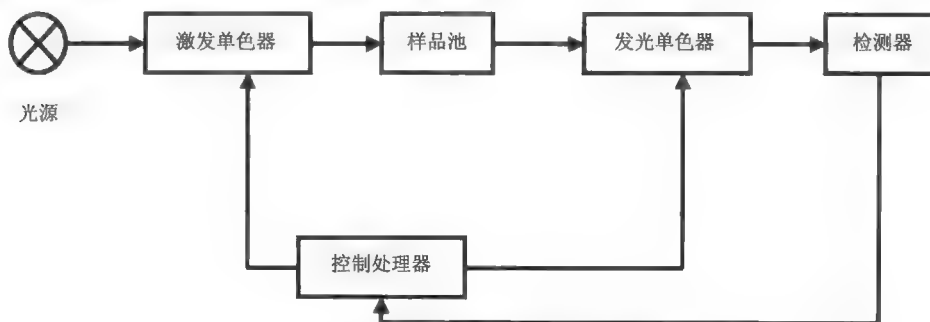 激发单色器
样品池
发光单色器
检测器
光源
控制处理器